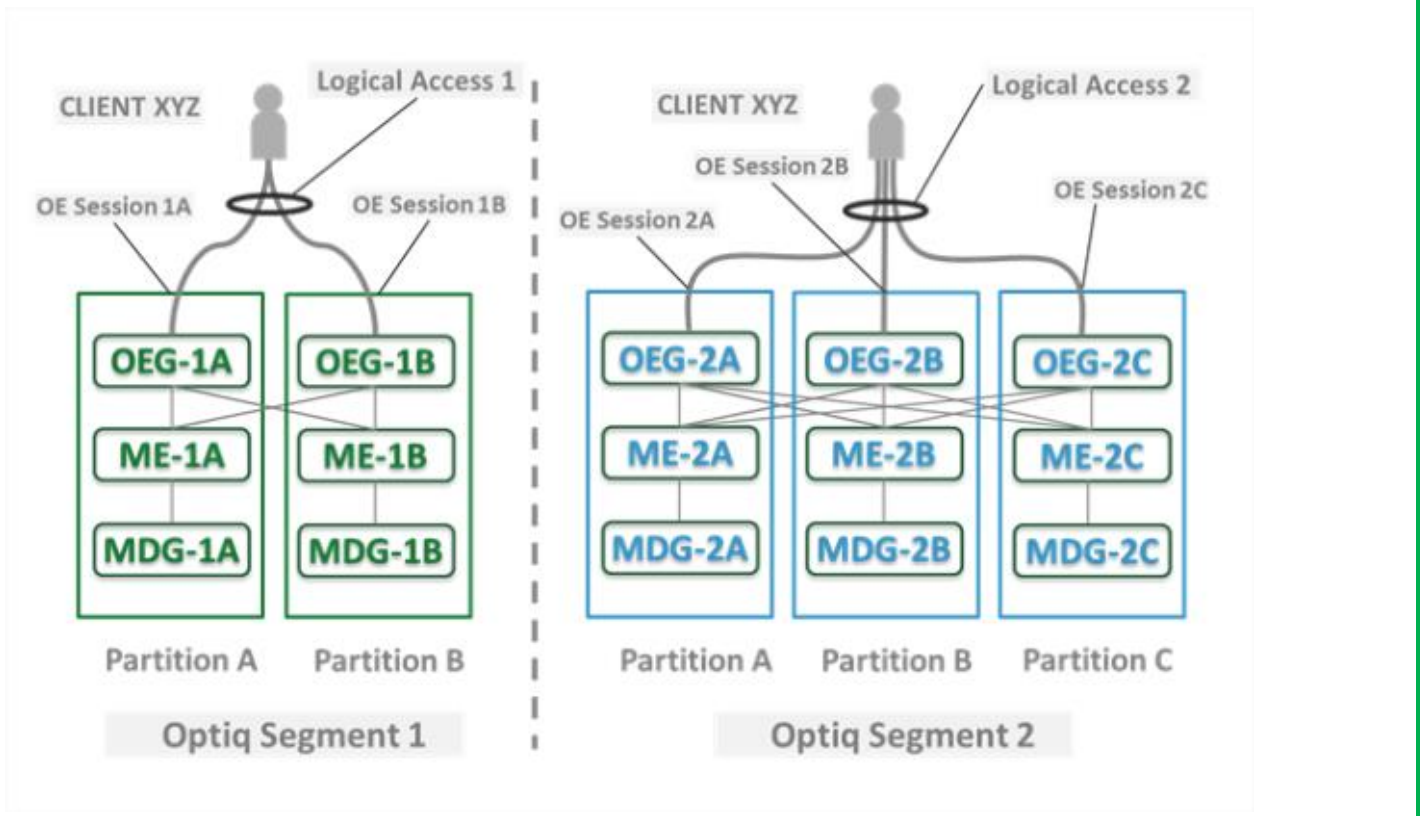 CLIENT XYZ
Logical Access 1
OE Session 1A
OE Session 1B
OEG-1A
OEG-1B
ME-1A
ME-1B
MDG-1A
MDG-1B
Partition A
Partition B
Optiq Segment 1
CLIENT XYZ
Logical Access 2
OE Session 2B
OE Session 2C
OE Session 2A
OEG-2A
OEG-2B
OEG-2C
ME-2A
ME-2B
ME-2C
MDG-2A
MDG-2B
MDG-2C
Partition A
Partition B
Partition C
Optiq Segment 2